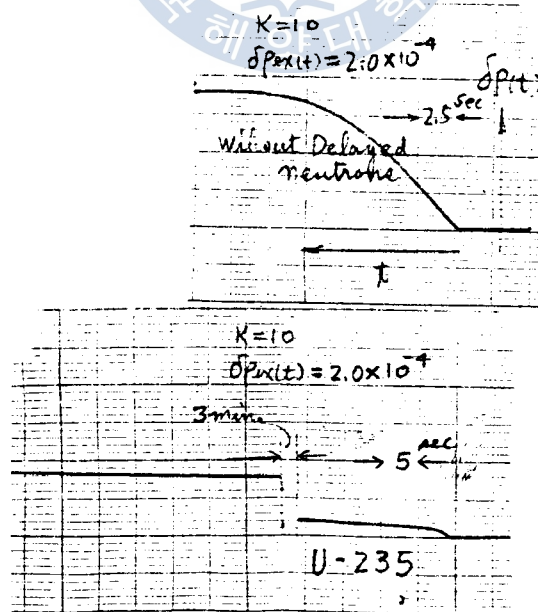 K=10
δρex(t)=2.0×10⁻⁴
δρ(t)
2.5 sec
Without Delayed
neutrons
t
K=10
δρex(t)=2.0×10⁻⁴
3 min.
5 sec
U-235